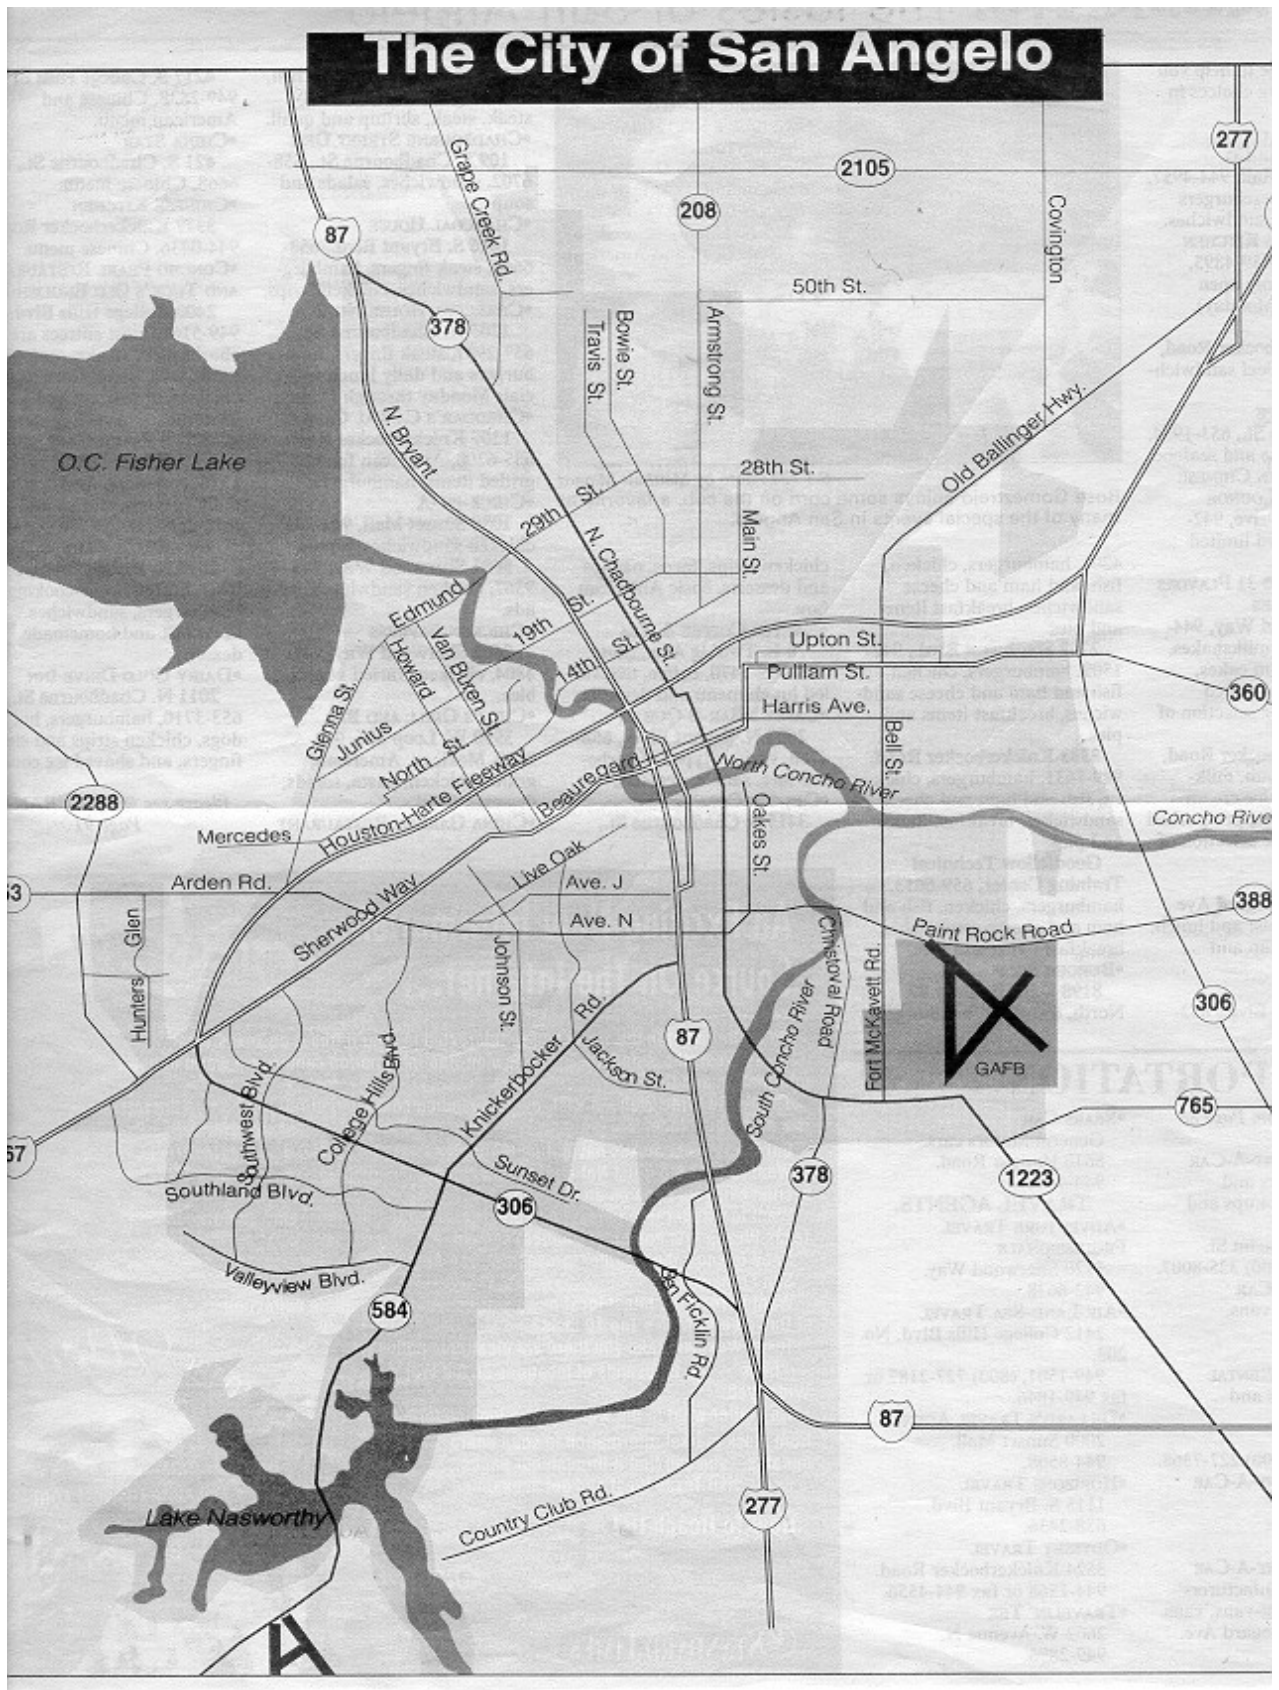 The City of San Angelo
277
2105
208
87
Grape Creek Rd.
Covington
50th St.
378
Bowie St.
Travis St.
Armstrong St.
N. Bryant
Old Ballinger Hwy.
O.C. Fisher Lake
28th St.
29th St.
Main St.
N. Chadbourne St.
Edmund
19th St.
14th St.
Howard
Van Buren St.
Upton St.
Pulliam St.
Harris Ave.
360
Glenna St.
Junius
North St.
Bell St.
Houston-Harte Freeway
Beauregard
North Concho River
2288
Mercedes
Oakes St.
Concho Rive
Live Oak
Arden Rd.
Ave. J
53
Sherwood Way
388
Ave. N
Glen
Hunters
Johnson St.
Christoval Road
Paint Rock Road
Fort McKavett Rd.
South Concho River
306
87
Knickerbocker Rd.
Jackson St.
GAFB
Southwest Blvd.
College Hills Blvd.
765
67
Southland Blvd.
Sunset Dr.
306
378
1223
Valleyview Blvd.
584
Ben Ficklin Rd.
87
Lake Nasworthy
Country Club Rd.
277